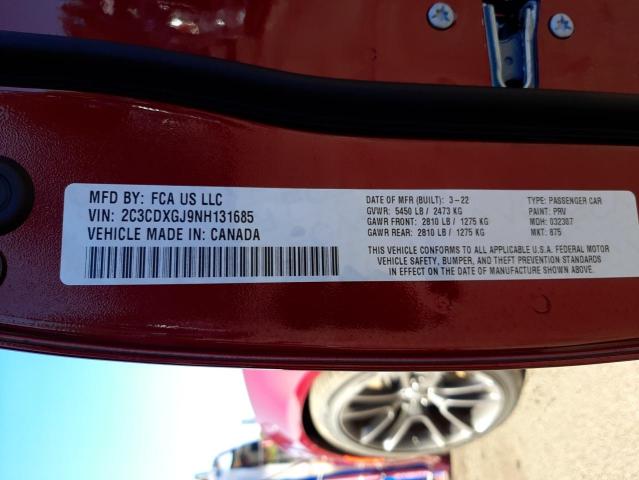 MFD BY: FCA US LLC
VIN: 2C3CDXGJ9NH131685
VEHICLE MADE IN: CANADA
DATE OF MFR (BUILT): 3-22
GVWR: 5450 LB / 2473 KG
GAWR FRONT: 2810 LB / 1275 KG
GAWR REAR: 2810 LB / 1275 KG
TYPE: PASSENGER CAR
PAINT: PRV
MDH: 032307
MKT: 875
THIS VEHICLE CONFORMS TO ALL APPLICABLE U.S.A. FEDERAL MOTOR
VEHICLE SAFETY, BUMPER, AND THEFT PREVENTION STANDARDS
IN EFFECT ON THE DATE OF MANUFACTURE SHOWN ABOVE.